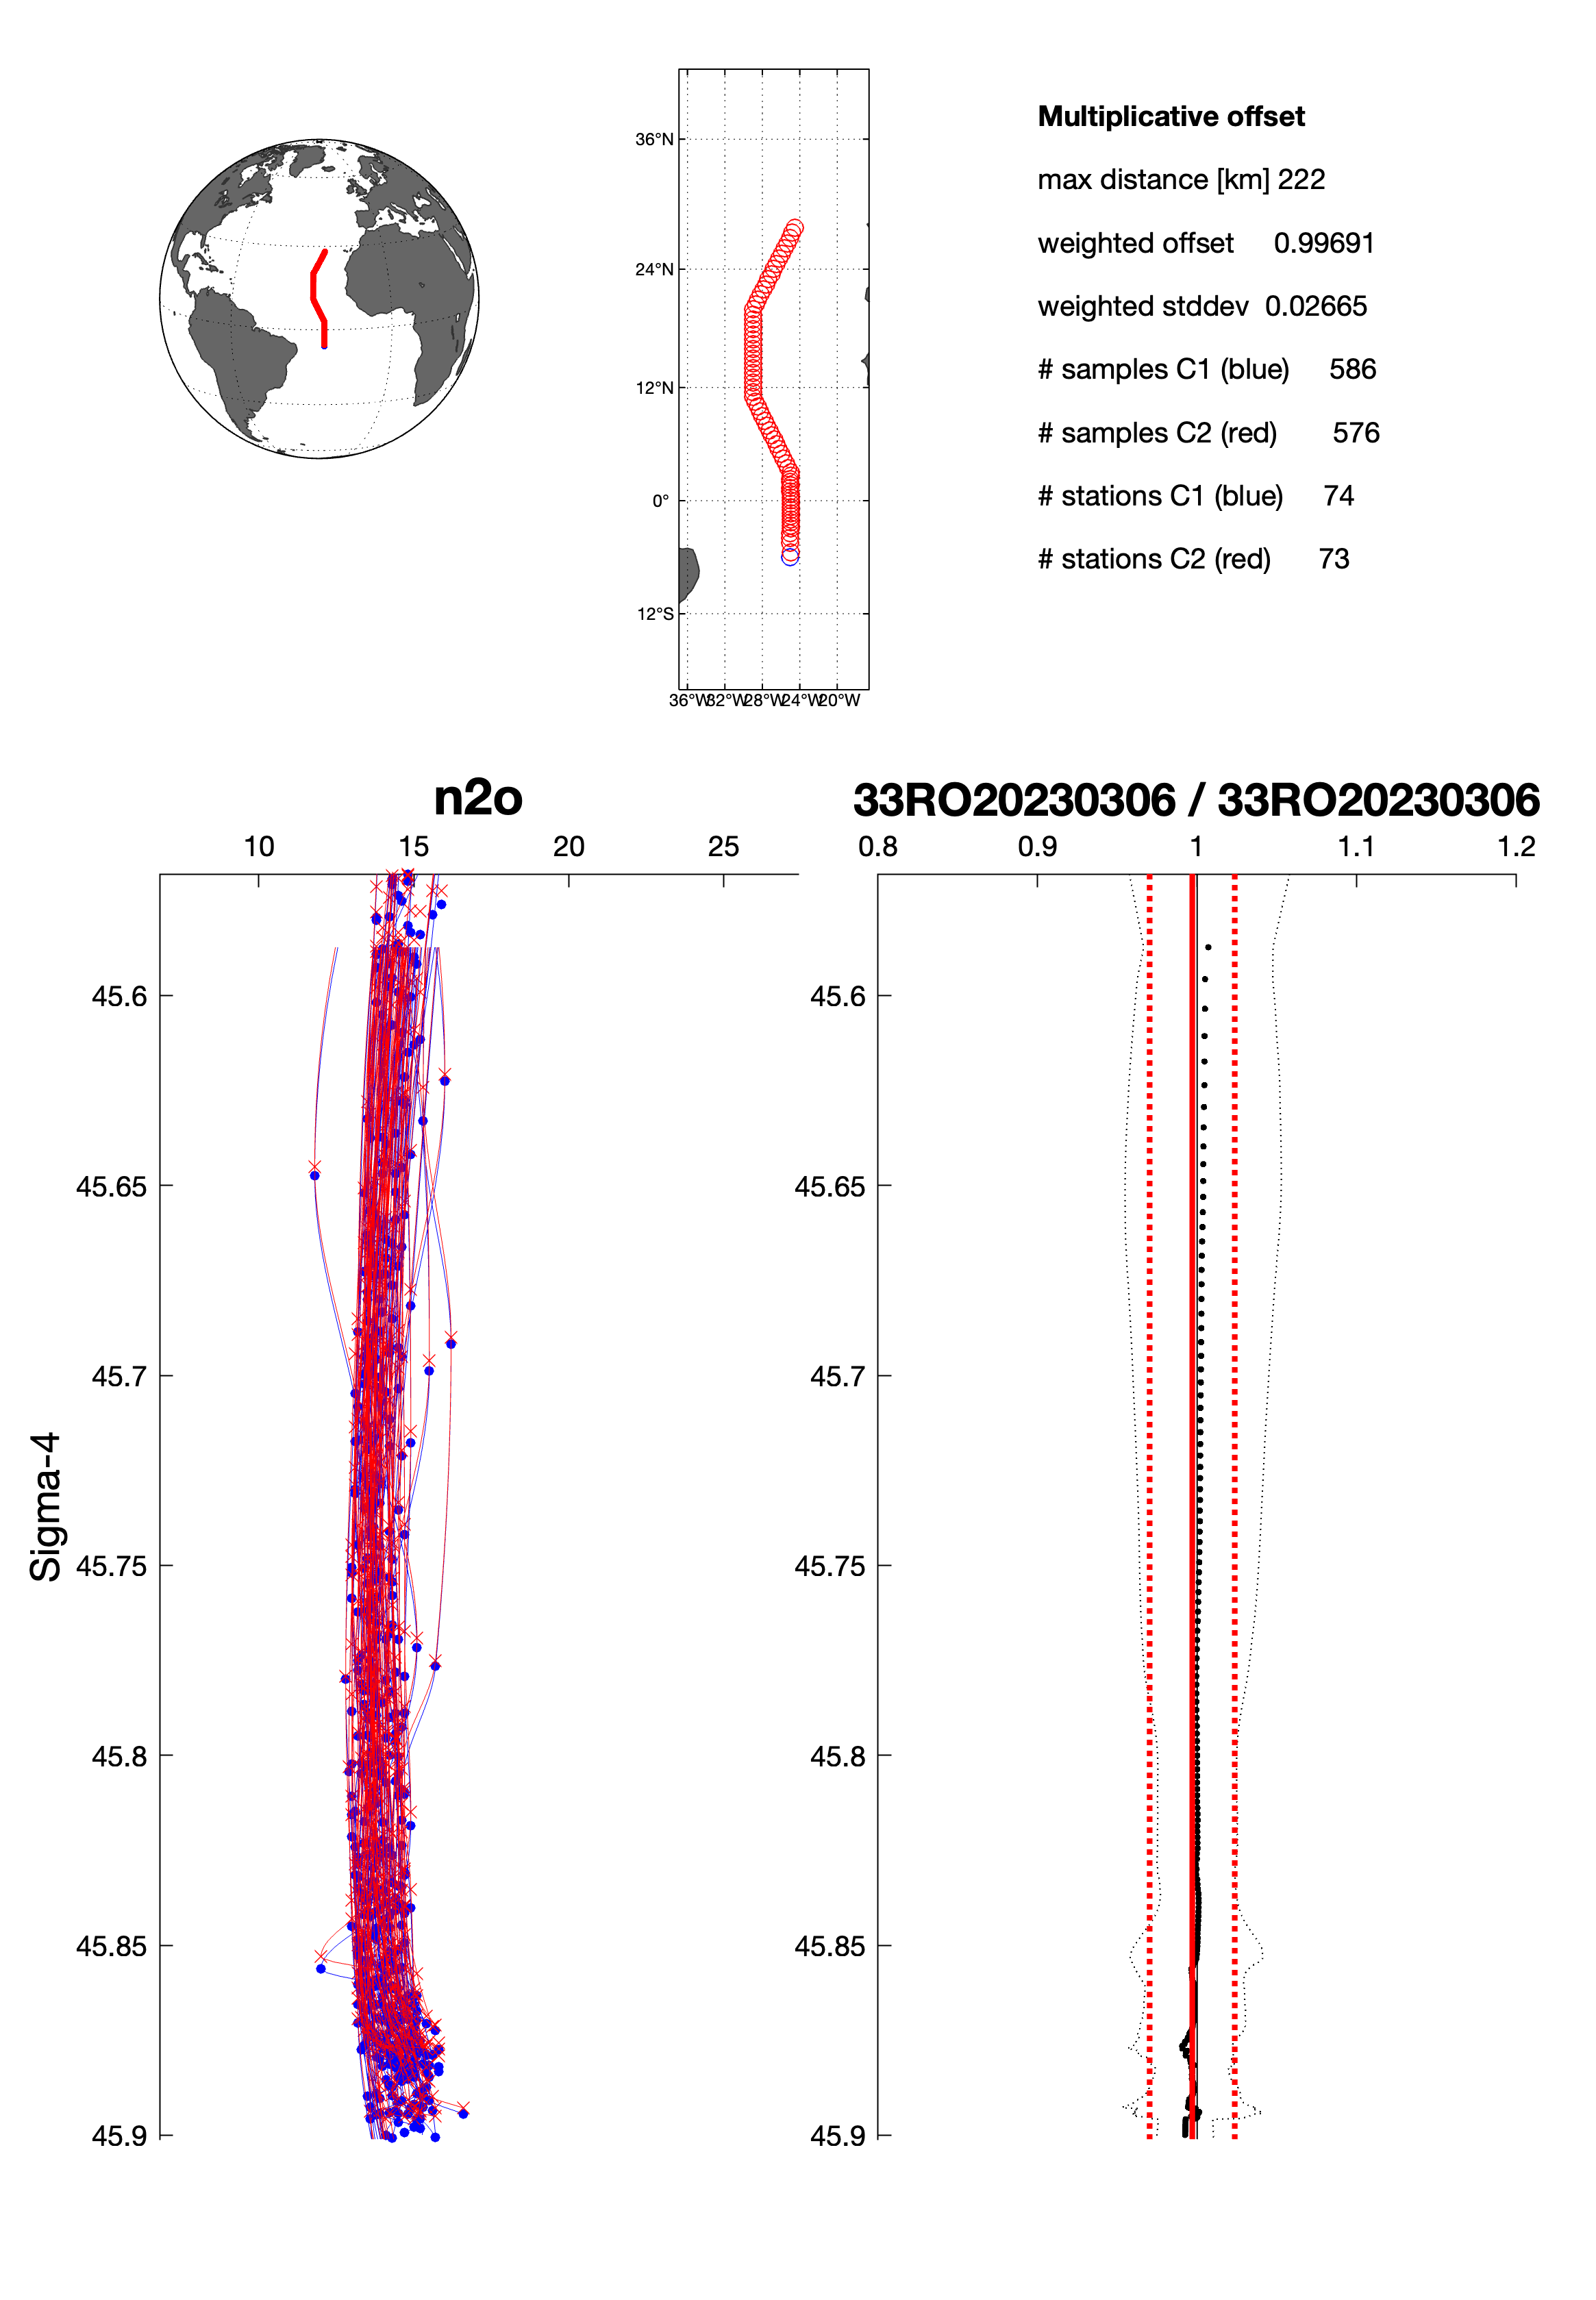 Multiplicative offset
max distance [km] 222
weighted offset 0.99691
weighted stddev 0.02665
# samples C1 (blue) 586
# samples C2 (red) 576
# stations C1 (blue) 74
# stations C2 (red) 73
36°N
24°N
12°N
0°
12°S
36°W 32°W 28°W 24°W 20°W
n2o
10 15 20 25
Sigma-4
45.6
45.65
45.7
45.75
45.8
45.85
45.9
33RO20230306 / 33RO20230306
0.8 0.9 1 1.1 1.2
45.6
45.65
45.7
45.75
45.8
45.85
45.9